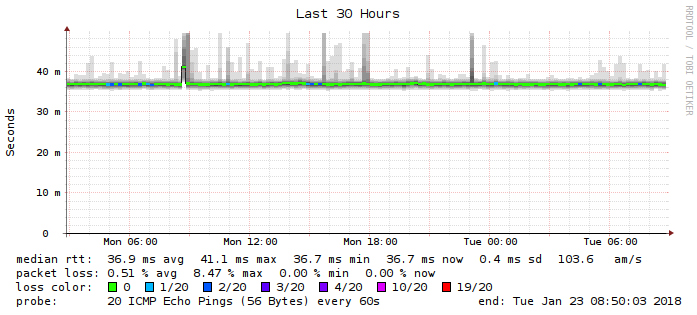 Last 30 Hours
RRDTOOL / TOBI OETIKER
Seconds
40 m
30 m
20 m
10 m
0
Mon 06:00 Mon 12:00 Mon 18:00 Tue 00:00 Tue 06:00
median rtt: 36.9 ms avg 41.1 ms max 36.7 ms min 36.7 ms now 0.4 ms sd 103.6 am/s
packet loss: 0.51 % avg 8.47 % max 0.00 % min 0.00 % now
loss color: 0 1/20 2/20 3/20 4/20 10/20 19/20
probe: 20 ICMP Echo Pings (56 Bytes) every 60s end: Tue Jan 23 08:50:03 2018